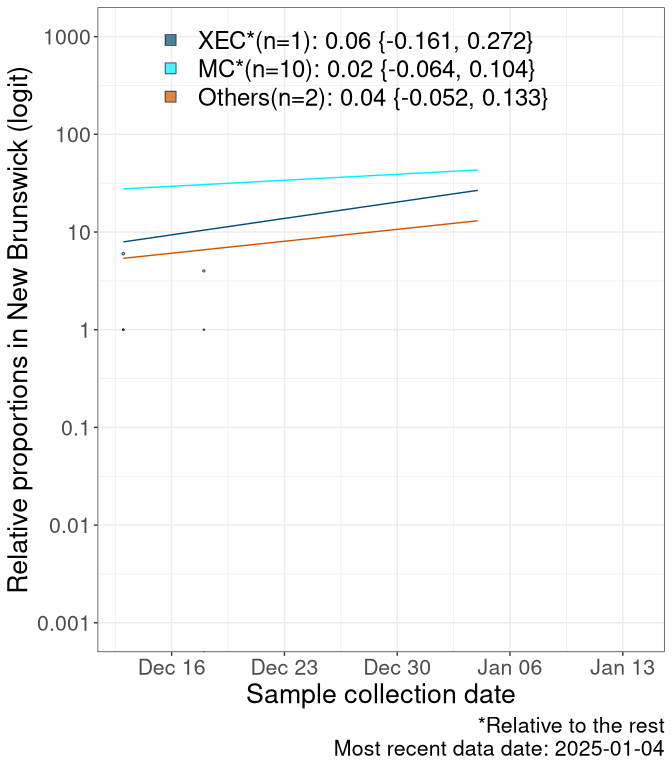 XEC*(n=1): 0.06 {-0.161, 0.272}
MC*(n=10): 0.02 {-0.064, 0.104}
Others(n=2): 0.04 {-0.052, 0.133}
Relative proportions in New Brunswick (logit)
1000
100
10
1
0.1
0.01
0.001
Dec 16 Dec 23 Dec 30 Jan 06 Jan 13
Sample collection date
*Relative to the rest
Most recent data date: 2025-01-04